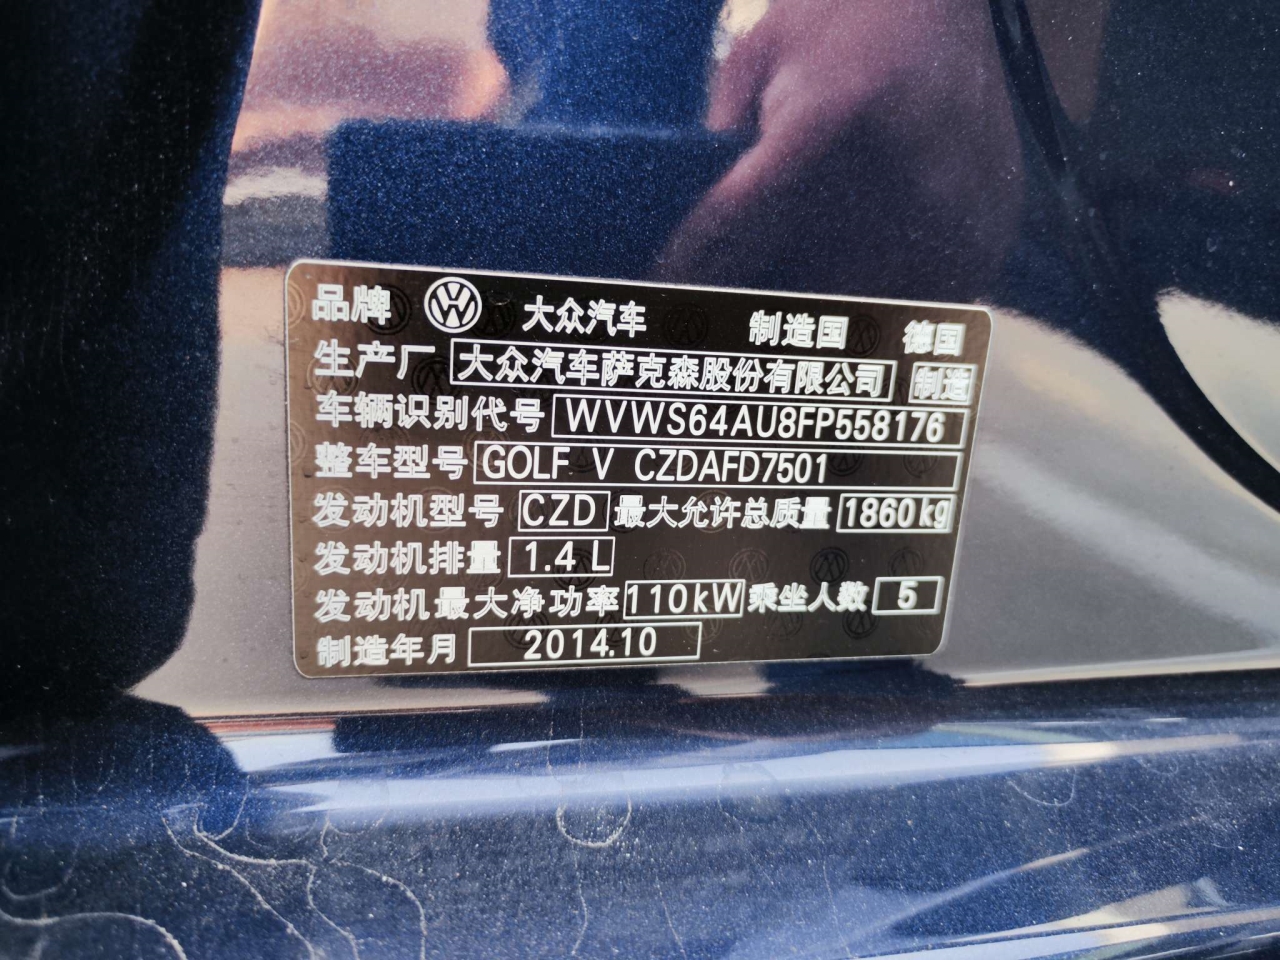 品牌 大众汽车 制造国 德国
生产厂 大众汽车萨克森股份有限公司 制造
车辆识别代号 WVWS64AU8FP558176
整车型号 GOLF V CZDAFD7501
发动机型号 CZD 最大允许总质量 1860kg
发动机排量 1.4 L
发动机最大净功率 110kW 乘坐人数 5
制造年月 2014.10